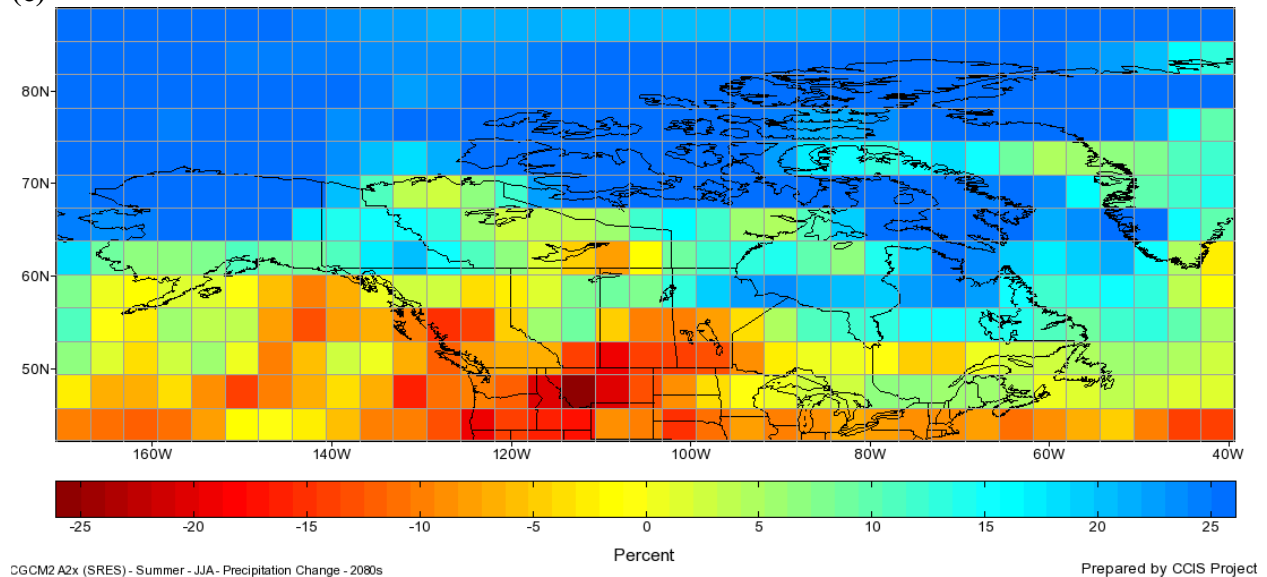 80N
70N
60N
50N
160W 140W 120W 100W 80W 60W 40W
-25 -20 -15 -10 -5 0 5 10 15 20 25
Percent
CGCM2 A2x (SRES) - Summer - JJA - Precipitation Change - 2080s
Prepared by CCIS Project